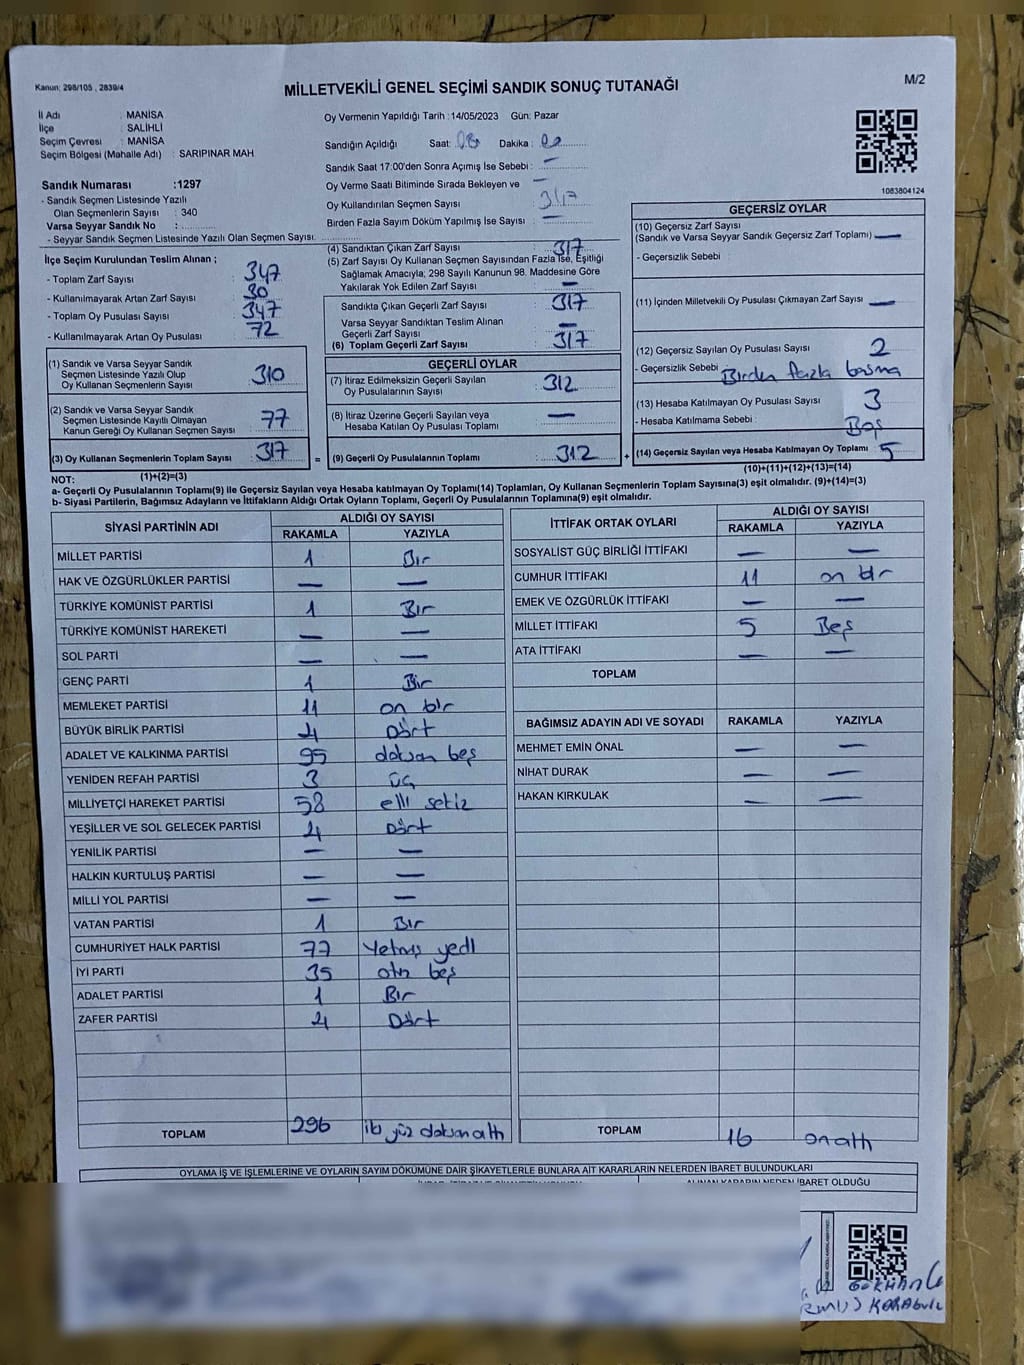 Kanun: 298/105 , 2839/4
MİLLETVEKİLİ GENEL SEÇİMİ SANDIK SONUÇ TUTANAĞI
M/2
İl Adı : MANİSA
İlçe : SALİHLİ
Seçim Çevresi : MANİSA
Seçim Bölgesi (Mahalle Adı) : SARIPINAR MAH
Sandık Numarası :1297
- Sandık Seçmen Listesinde Yazılı
Olan Seçmenlerin Sayısı : 340
Varsa Seyyar Sandık No :
- Seyyar Sandık Seçmen Listesinde Yazılı Olan Seçmen Sayısı:
Oy Vermenin Yapıldığı Tarih :14/05/2023 Gün: Pazar
Sandığın Açıldığı Saat: 08 Dakika : 00
Sandık Saat 17:00'den Sonra Açımış İse Sebebi : —
Oy Verme Saati Bitiminde Sırada Bekleyen ve —
Oy Kullandırılan Seçmen Sayısı : 317
Birden Fazla Sayım Döküm Yapılmış İse Sayısı : —
1083804124
İlçe Seçim Kurulundan Teslim Alınan ;
- Toplam Zarf Sayısı : 347
- Kullanılmayarak Artan Zarf Sayısı : 30
- Toplam Oy Pusulası Sayısı : 347
- Kullanılmayarak Artan Oy Pusulası : 72
(4) Sandıktan Çıkan Zarf Sayısı : 317
(5) Zarf Sayısı Oy Kullanan Seçmen Sayısından Fazla İse, Eşitliği
Sağlamak Amacıyla; 298 Sayılı Kanunun 98. Maddesine Göre
Yakılarak Yok Edilen Zarf Sayısı : —
Sandıkta Çıkan Geçerli Zarf Sayısı : 317
Varsa Seyyar Sandıktan Teslim Alınan
Geçerli Zarf Sayısı : —
(6) Toplam Geçerli Zarf Sayısı : 317
GEÇERSİZ OYLAR
(10) Geçersiz Zarf Sayısı
(Sandık ve Varsa Seyyar Sandık Geçersiz Zarf Toplamı) : —
- Geçersizlik Sebebi :
(11) İçinden Milletvekili Oy Pusulası Çıkmayan Zarf Sayısı : —
(12) Geçersiz Sayılan Oy Pusulası Sayısı : 2
- Geçersizlik Sebebi : Birden fazla basma
(13) Hesaba Katılmayan Oy Pusulası Sayısı : 3
- Hesaba Katılmama Sebebi : Boş
(14) Geçersiz Sayılan veya Hesaba Katılmayan Oy Toplamı : 5
(10)+(11)+(12)+(13)=(14)
(1) Sandık ve Varsa Seyyar Sandık
Seçmen Listesinde Yazılı Olup
Oy Kullanan Seçmenlerin Sayısı : 310
(2) Sandık ve Varsa Seyyar Sandık
Seçmen Listesinde Kayıtlı Olmayan
Kanun Gereği Oy Kullanan Seçmen Sayısı : 77
(3) Oy Kullanan Seçmenlerin Toplam Sayısı : 317 =
(1)+(2)=(3)
GEÇERLİ OYLAR
(7) İtiraz Edilmeksizin Geçerli Sayılan
Oy Pusulalarının Sayısı : 312
(8) İtiraz Üzerine Geçerli Sayılan veya
Hesaba Katılan Oy Pusulası Toplamı : —
(9) Geçerli Oy Pusulalarının Toplamı : 312 +
NOT:
a- Geçerli Oy Pusulalarının Toplamı(9) ile Geçersiz Sayılan veya Hesaba katılmayan Oy Toplamı(14) Toplamları, Oy Kullanan Seçmenlerin Toplam Sayısına(3) eşit olmalıdır. (9)+(14)=(3)
b- Siyasi Partilerin, Bağımsız Adayların ve İttifakların Aldığı Ortak Oyların Toplamı, Geçerli Oy Pusulalarının Toplamına(9) eşit olmalıdır.
SİYASİ PARTİNİN ADI ALDIĞI OY SAYISI
RAKAMLA YAZIYLA
MİLLET PARTİSİ 1 Bir
HAK VE ÖZGÜRLÜKLER PARTİSİ — —
TÜRKİYE KOMÜNİST PARTİSİ 1 Bir
TÜRKİYE KOMÜNİST HAREKETİ — —
SOL PARTİ — —
GENÇ PARTİ 1 Bir
MEMLEKET PARTİSİ 11 on bir
BÜYÜK BİRLİK PARTİSİ 4 Dört
ADALET VE KALKINMA PARTİSİ 95 doksan beş
YENİDEN REFAH PARTİSİ 3 üç
MİLLİYETÇİ HAREKET PARTİSİ 58 elli sekiz
YEŞİLLER VE SOL GELECEK PARTİSİ 4 Dört
YENİLİK PARTİSİ — —
HALKIN KURTULUŞ PARTİSİ — —
MİLLİ YOL PARTİSİ — —
VATAN PARTİSİ 1 Bir
CUMHURİYET HALK PARTİSİ 77 Yetmiş yedi
İYİ PARTİ 35 otuz beş
ADALET PARTİSİ 1 Bir
ZAFER PARTİSİ 4 Dört
TOPLAM 296 iki yüz doksan altı
İTTİFAK ORTAK OYLARI ALDIĞI OY SAYISI
RAKAMLA YAZIYLA
SOSYALİST GÜÇ BİRLİĞİ İTTİFAKI — —
CUMHUR İTTİFAKI 11 on bir
EMEK VE ÖZGÜRLÜK İTTİFAKI — —
MİLLET İTTİFAKI 5 Beş
ATA İTTİFAKI — —
TOPLAM
BAĞIMSIZ ADAYIN ADI VE SOYADI RAKAMLA YAZIYLA
MEHMET EMİN ÖNAL — —
NİHAT DURAK — —
HAKAN KIRKULAK — —
TOPLAM 16 on altı
OYLAMA İŞ VE İŞLEMLERİNE VE OYLARIN SAYIM DÖKÜMÜNE DAİR ŞİKAYETLERLE BUNLARA AİT KARARLARIN NELERDEN İBARET BULUNDUKLARI
ALINAN KARARIN NEDEN İBARET OLDUĞU